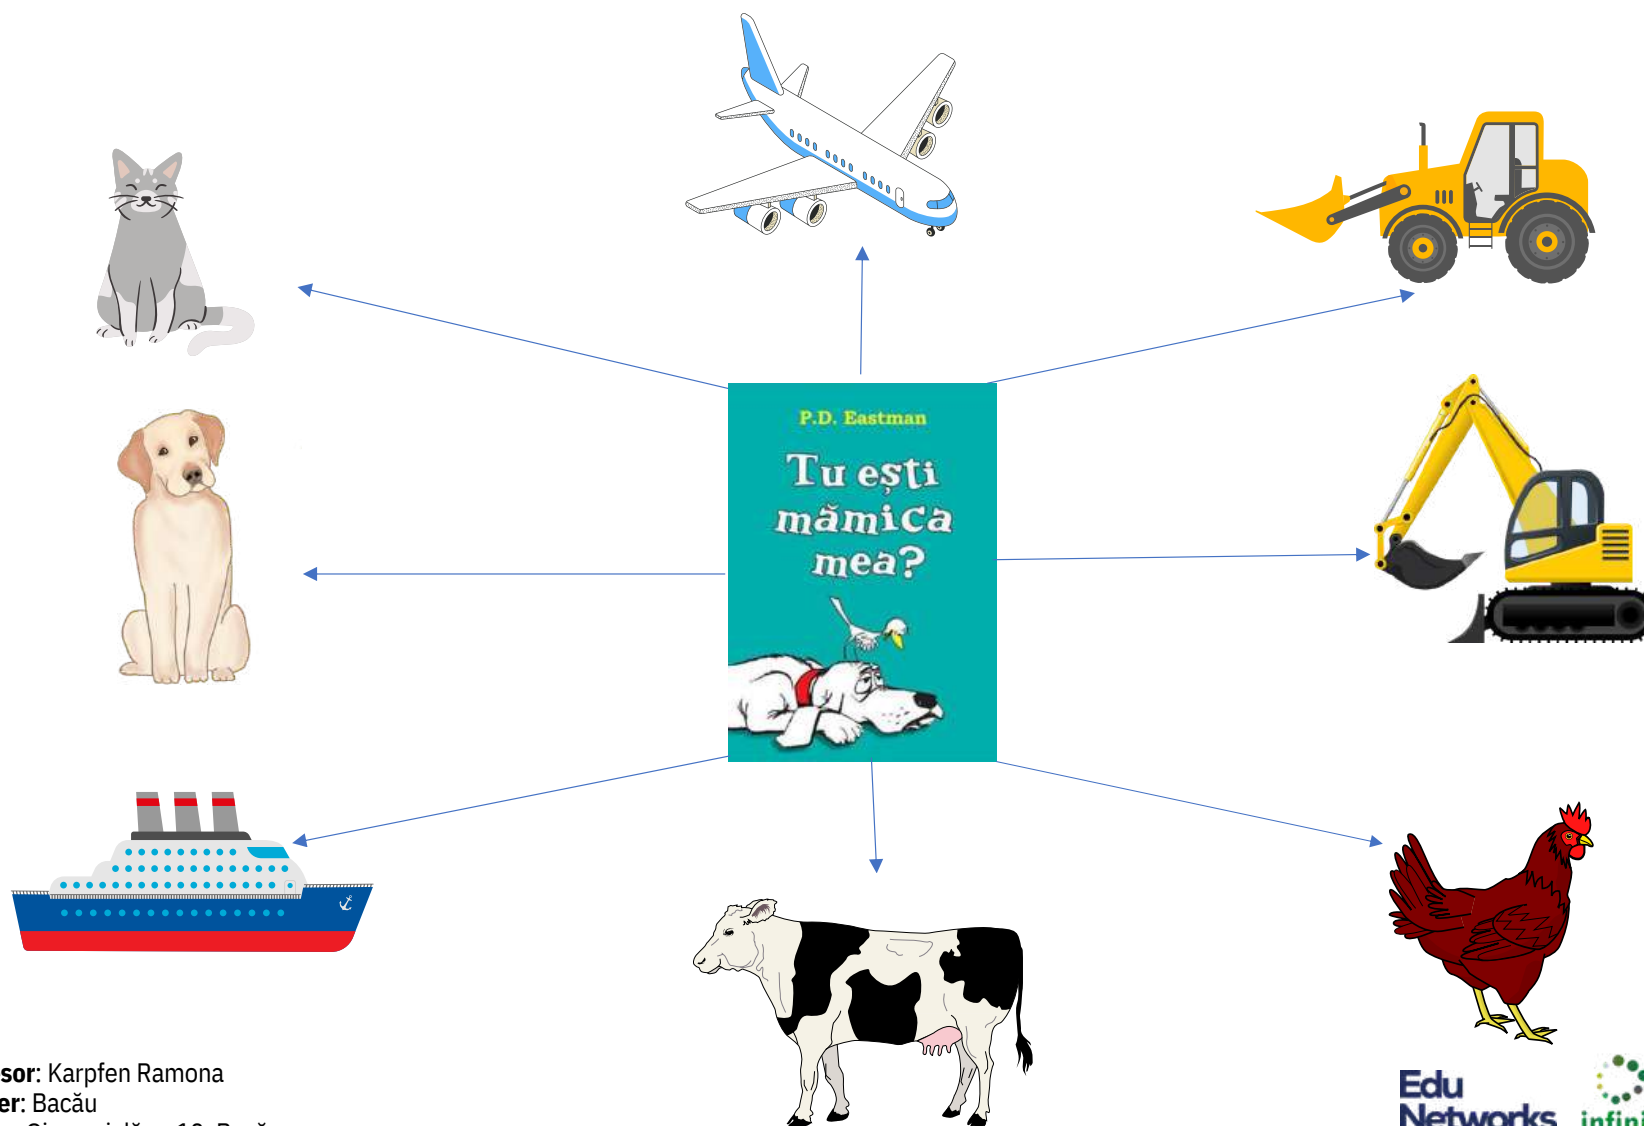 P.D. Eastman
Tu ești
mămica
mea?
sor: Karpfen Ramona
er: Bacău
Edu
Networks
infini